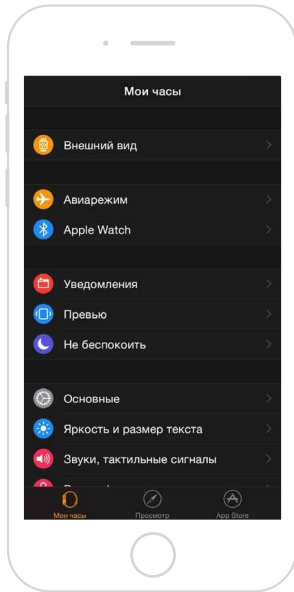 Мои часы
Внешний вид
Авиарежим
Apple Watch
Уведомления
Превью
Не беспокоить
Основные
Яркость и размер текста
Звуки, тактильные сигналы
Мои часы
Просмотр
App Store